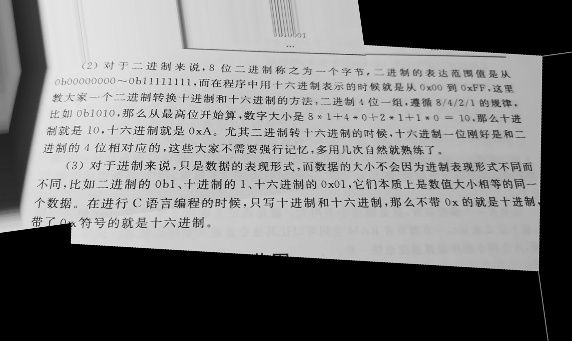 (2) 对于二进制来说,8 位二进制称之为一个字节,二进制的表达范围值是从
0b00000000～0b11111111,而在程序中用十六进制表示的时候就是从 0x00 到 0xFF,这里
教大家一个二进制转换十进制和十六进制的方法,二进制 4 位一组,遵循 8/4/2/1 的规律,
比如 0b1010,那么从最高位开始算,数字大小是 8*1+4*0+2*1+1*0 = 10,那么十进
制就是 10,十六进制就是 0xA。尤其二进制转十六进制的时候,十六进制一位刚好是和二
进制的 4 位相对应的,这些大家不需要强行记忆,多用几次自然就熟练了。
(3) 对于进制来说,只是数据的表现形式,而数据的大小不会因为进制表现形式不同而
不同,比如二进制的 0b1、十进制的 1、十六进制的 0x01,它们本质上是数值大小相等的同一
个数据。在进行 C 语言编程的时候,只写十进制和十六进制,那么不带 0x 的就是十进制,
带了 0x 符号的就是十六进制。